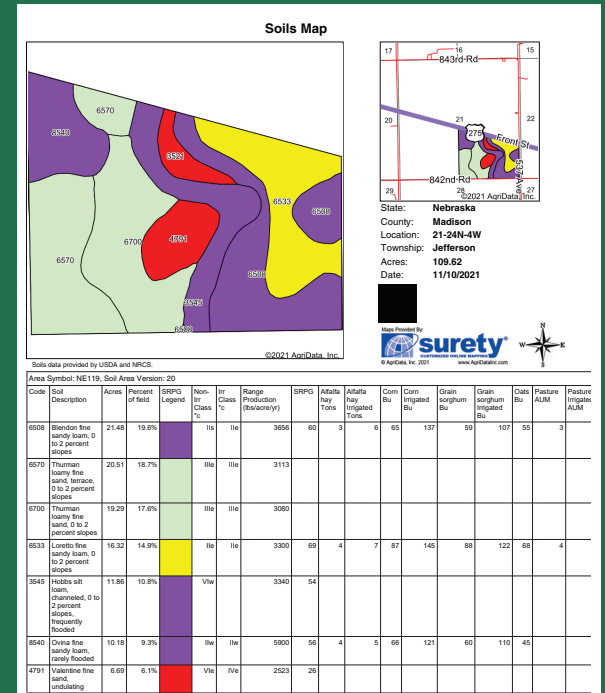 Soils Map
6570
8540
3521
6533
6508
6700
4791
6570
6508
3545
6508
©2021 AgriData, Inc.
Soils data provided by USDA and NRCS.
17
16
15
843rd Rd
20
21
22
275
Front St
537 Ave
842nd Rd
29
28
27
©2021 AgriData, Inc.
State: Nebraska
County: Madison
Location: 21-24N-4W
Township: Jefferson
Acres: 109.62
Date: 11/10/2021
Maps Provided By:
surety®
CUSTOMIZED ONLINE MAPPING
© AgriData, Inc. 2021 www.AgriDataInc.com
N
W E
S
Area Symbol: NE119, Soil Area Version: 20
Code Soil Description Acres Percent of field SRPG Legend Non-Irr Class *c Irr Class *c Range Production (lbs/acre/yr) SRPG Alfalfa hay Tons Alfalfa hay Irrigated Tons Corn Bu Corn Irrigated Bu Grain sorghum Bu Grain sorghum Irrigated Bu Oats Bu Pasture AUM Pasture Irrigated AUM
6508 Blendon fine sandy loam, 0 to 2 percent slopes 21.48 19.6% IIs IIe 3656 60 3 6 65 137 59 107 55 3
6570 Thurman loamy fine sand, terrace, 0 to 2 percent slopes 20.51 18.7% IIIe IIIe 3113
6700 Thurman loamy fine sand, 0 to 2 percent slopes 19.29 17.6% IIIe IIIe 3080
6533 Loretto fine sandy loam, 0 to 2 percent slopes 16.32 14.9% IIe IIe 3300 69 4 7 87 145 88 122 68 4
3545 Hobbs silt loam, channeled, 0 to 2 percent slopes, frequently flooded 11.86 10.8% VIw 3340 54
8540 Ovina fine sandy loam, rarely flooded 10.18 9.3% IIw IIw 5900 56 4 5 66 121 60 110 45
4791 Valentine fine sand, undulating 6.69 6.1% VIe IVe 2523 26